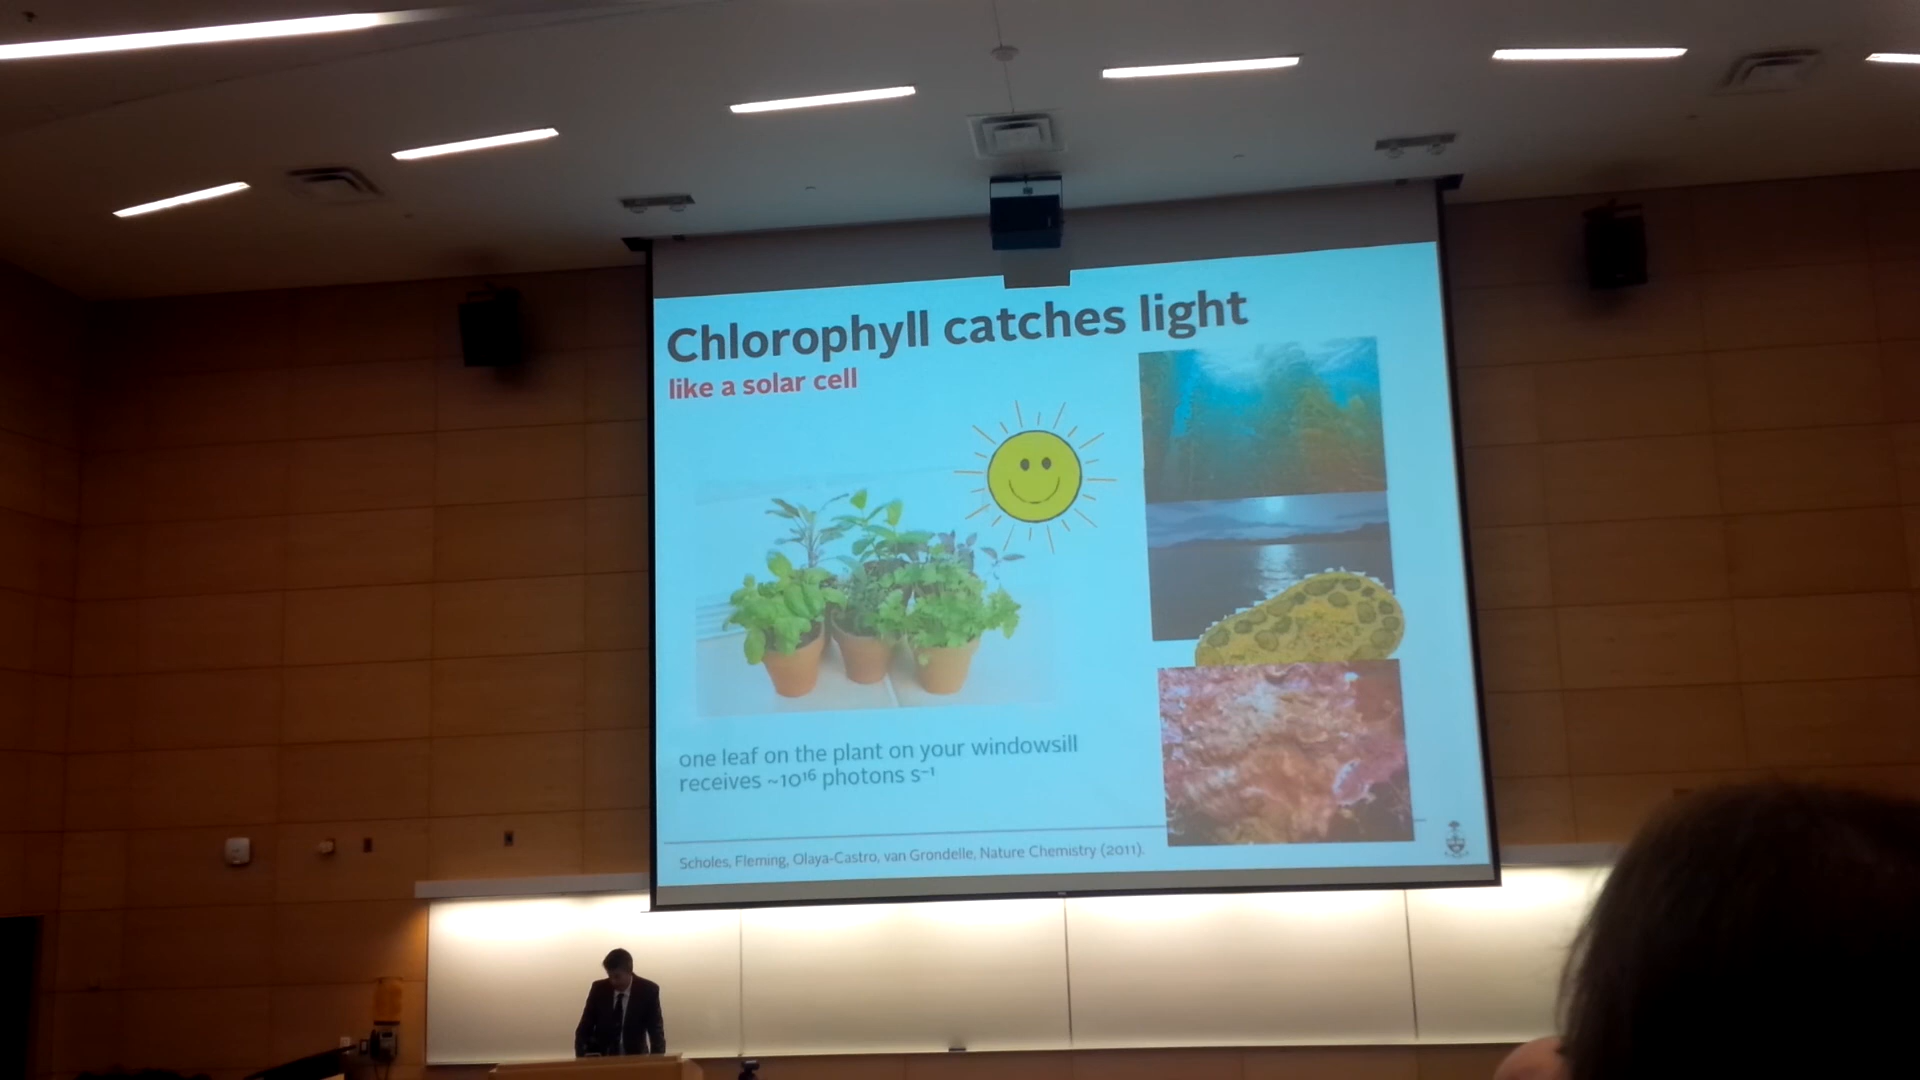 Chlorophyll catches light
like a solar cell
one leaf on the plant on your windowsill
receives ~10¹⁶ photons s⁻¹
Scholes, Fleming, Olaya-Castro, van Grondelle, Nature Chemistry (2011).